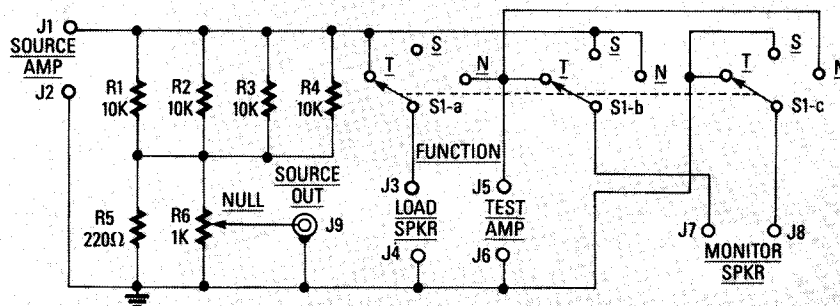 J1
SOURCE
AMP
J2
R1
10K
R2
10K
R3
10K
R4
10K
R5
220Ω
R6
1K
NULL
SOURCE
OUT
J9
T
S
N
S1-a
T
S
N
S1-b
T
S
N
S1-c
FUNCTION
J3
LOAD
SPKR
J4
J5
TEST
AMP
J6
J7
J8
MONITOR
SPKR